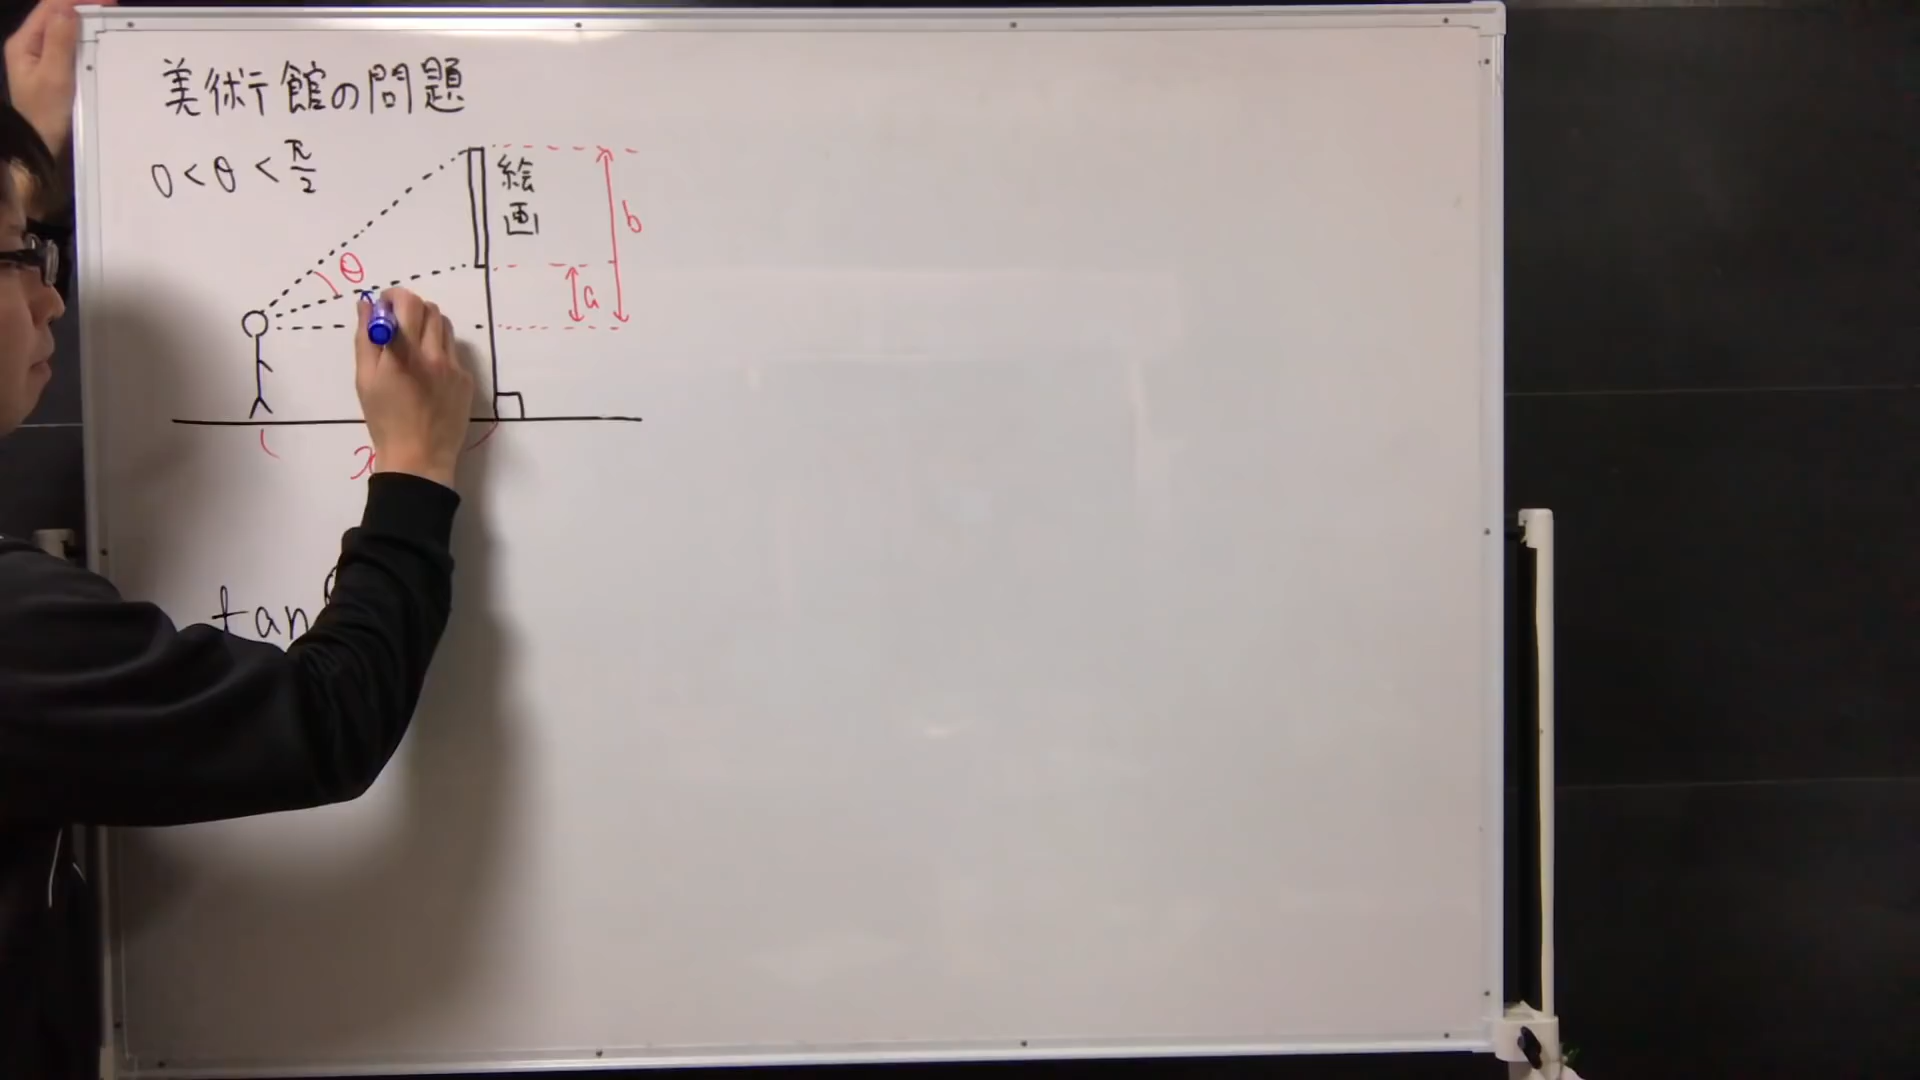 美術館の問題
0 < θ < π/2
絵画
b
θ
a
x
tan